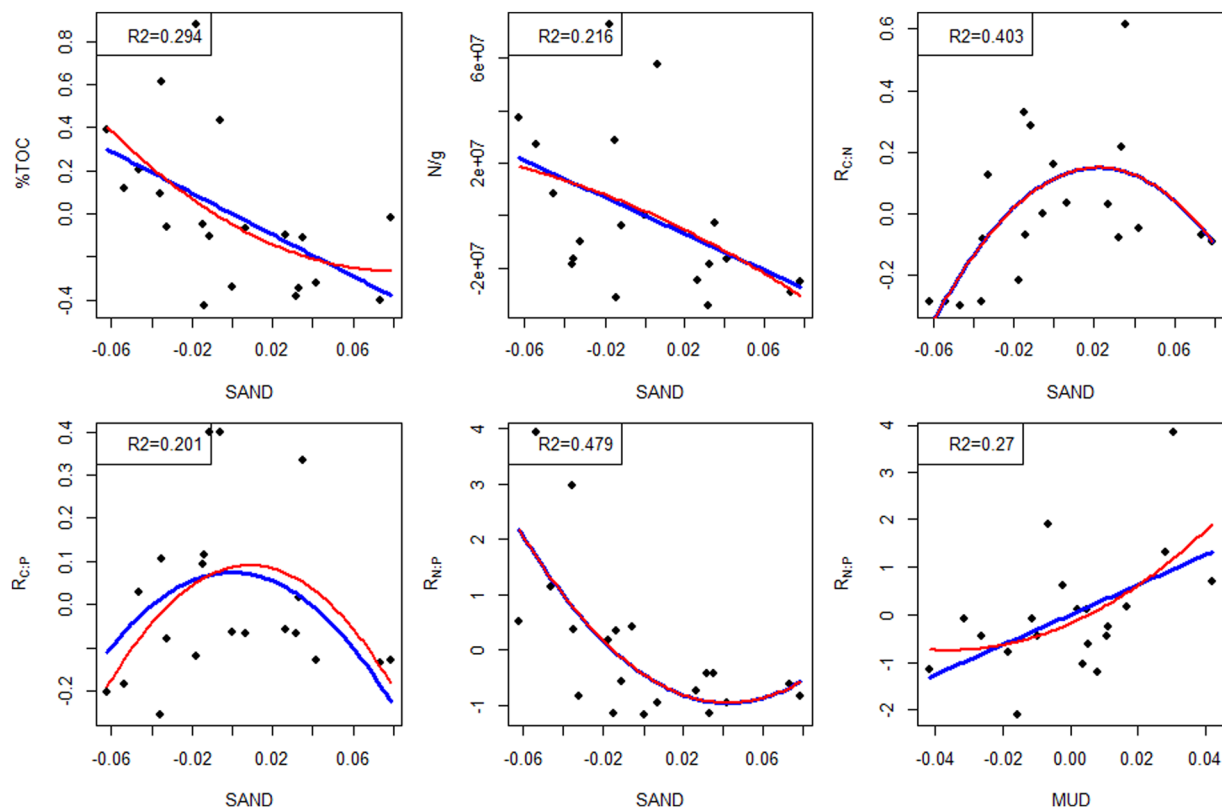 R2=0.294
%TOC
0.8
0.6
0.4
0.2
0.0
-0.4
-0.06
-0.02
0.02
0.06
SAND
R2=0.216
N/g
6e+07
2e+07
-2e+07
-0.06
-0.02
0.02
0.06
SAND
R2=0.403
R C:N
0.6
0.4
0.2
0.0
-0.2
-0.06
-0.02
0.02
0.06
SAND
R2=0.201
R C:P
0.4
0.3
0.2
0.1
0.0
-0.2
-0.06
-0.02
0.02
0.06
SAND
R2=0.479
R N:P
4
3
2
1
0
-1
-0.06
-0.02
0.02
0.06
SAND
R2=0.27
R N:P
4
3
2
1
0
-1
-2
-0.04
-0.02
0.00
0.02
0.04
MUD